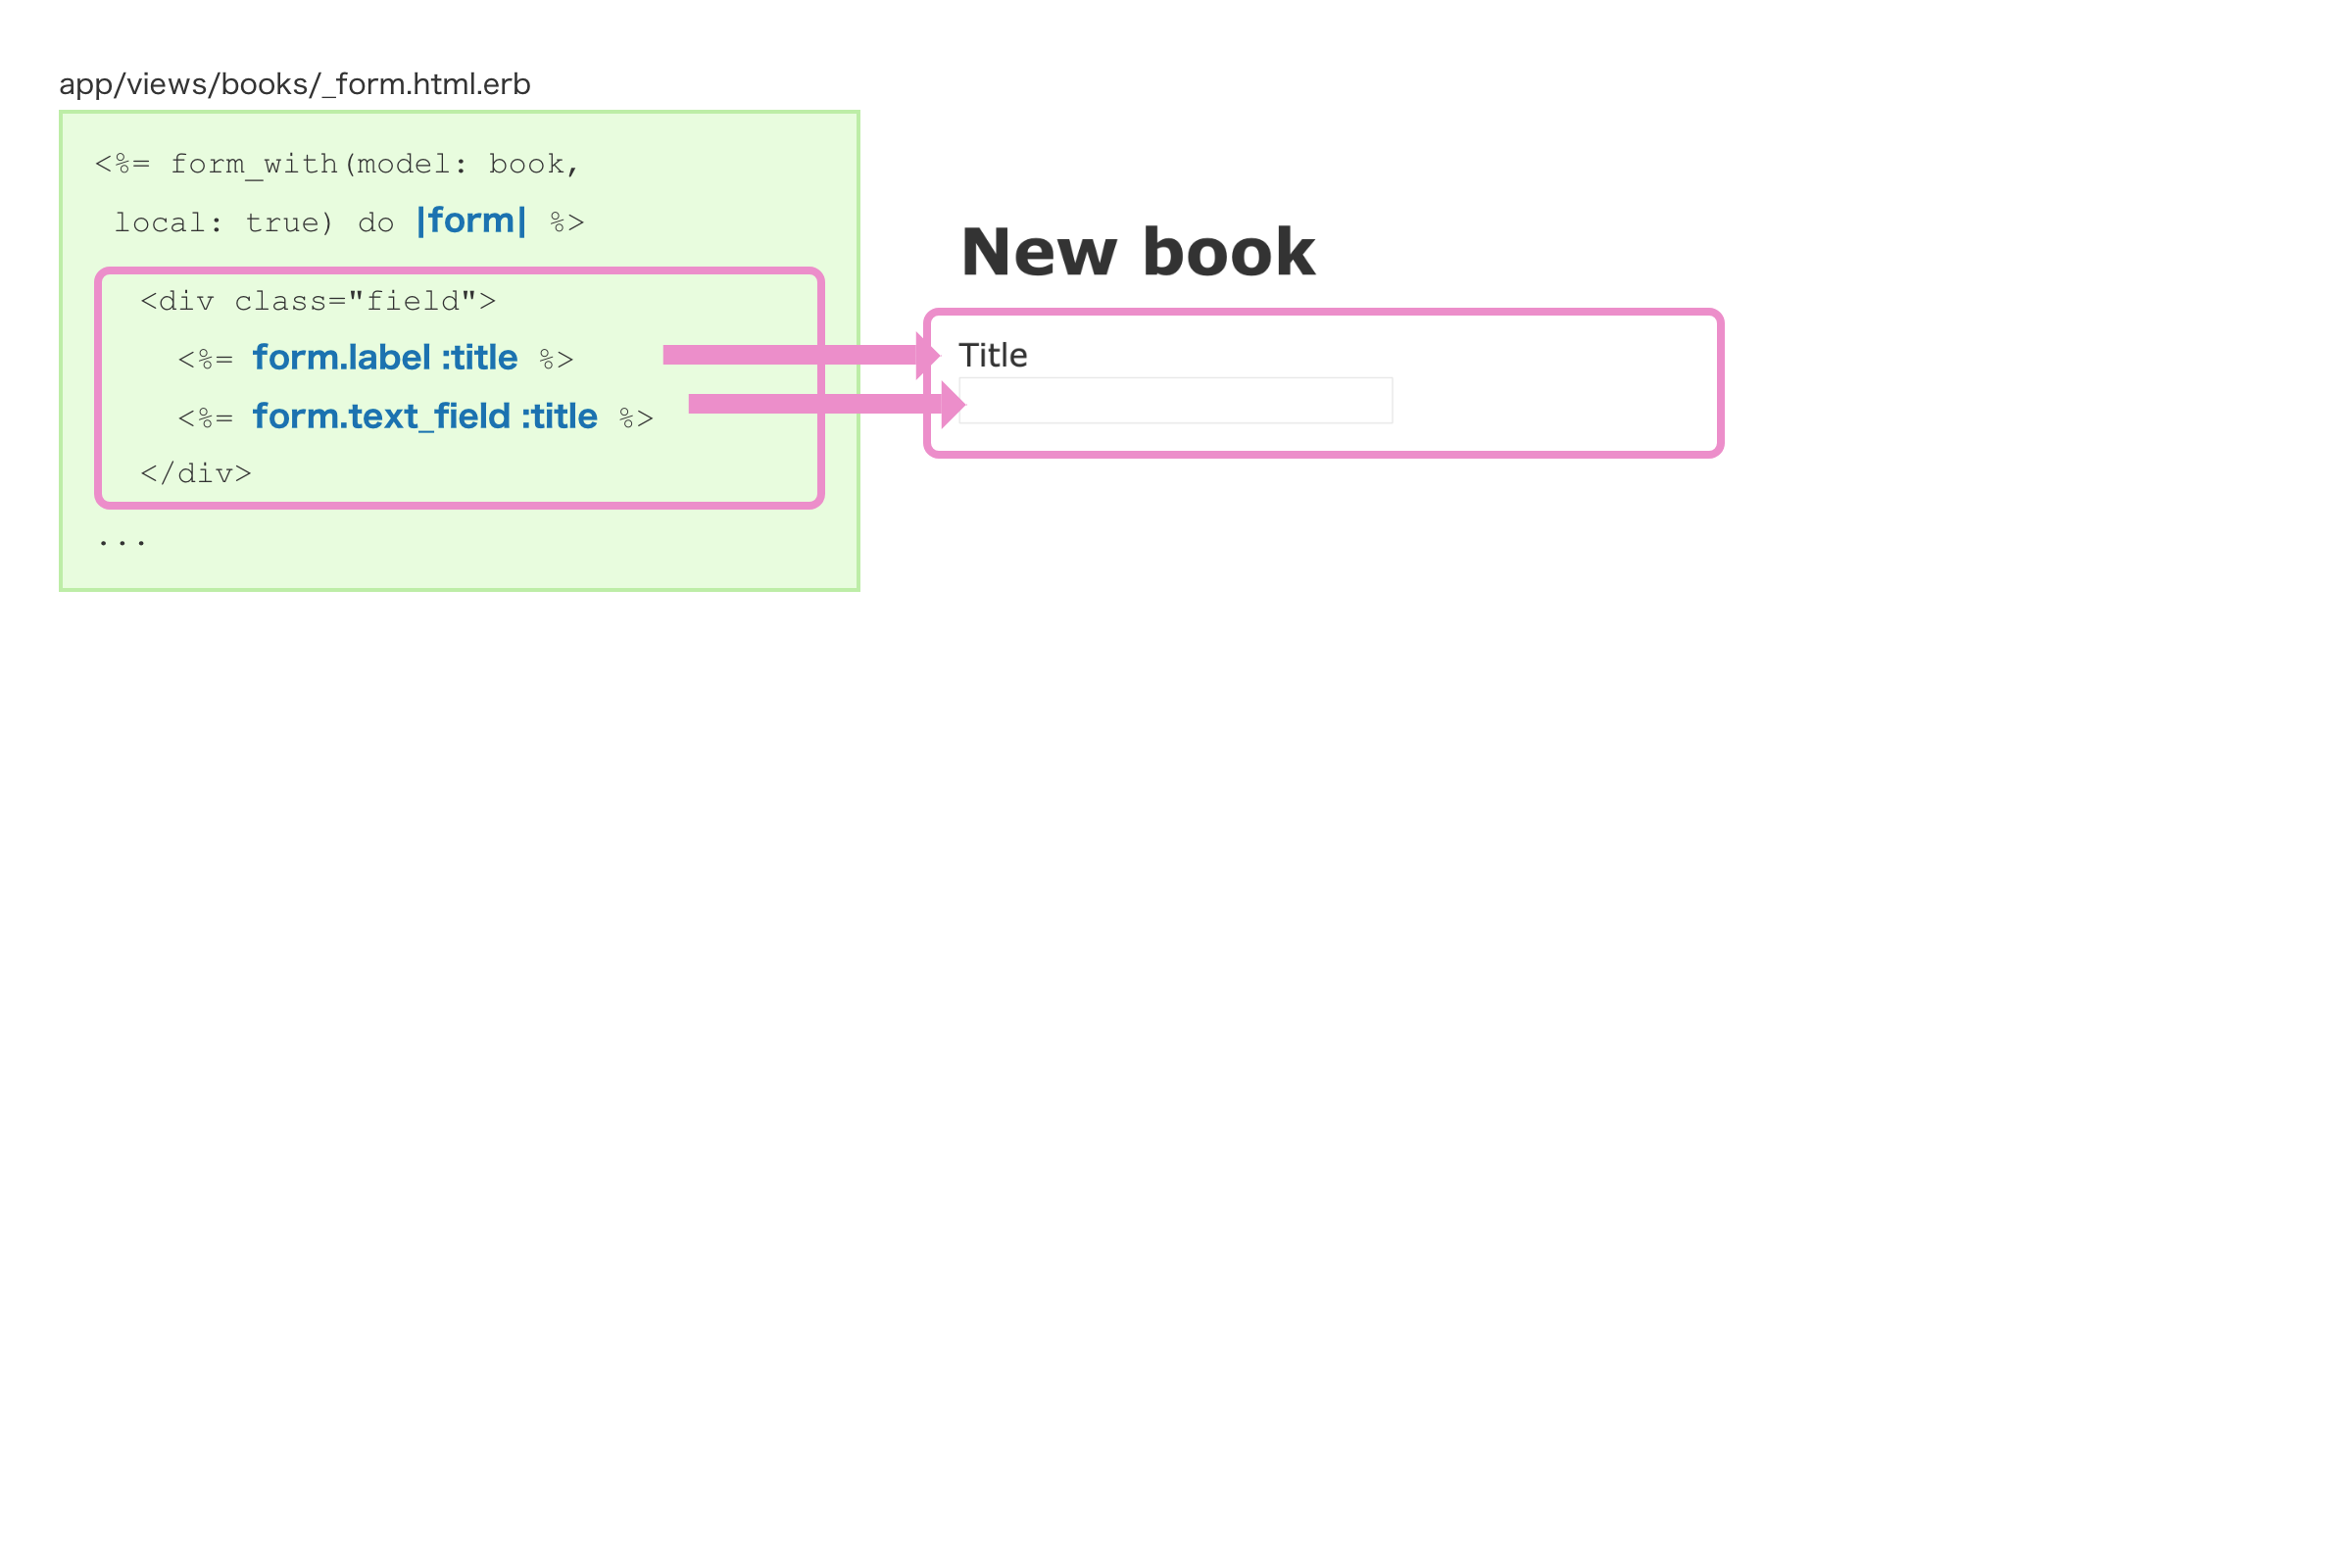 app/views/books/_form.html.erb
<%= form_with(model: book,
local: true) do |form| %>
<div class="field">
<%= form.label :title %>
<%= form.text_field :title %>
</div>
...
New book
Title